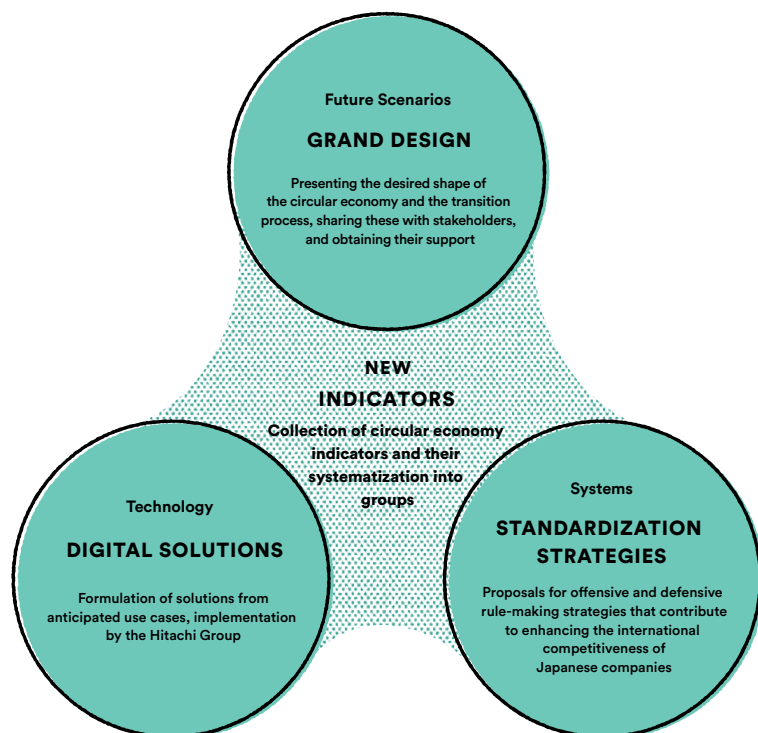 Future Scenarios
GRAND DESIGN
Presenting the desired shape of
the circular economy and the transition
process, sharing these with stakeholders,
and obtaining their support
NEW
INDICATORS
Collection of circular economy
indicators and their
systematization into
groups
Technology
DIGITAL SOLUTIONS
Formulation of solutions from
anticipated use cases, implementation
by the Hitachi Group
Systems
STANDARDIZATION
STRATEGIES
Proposals for offensive and defensive
rule-making strategies that contribute
to enhancing the international
competitiveness of
Japanese companies